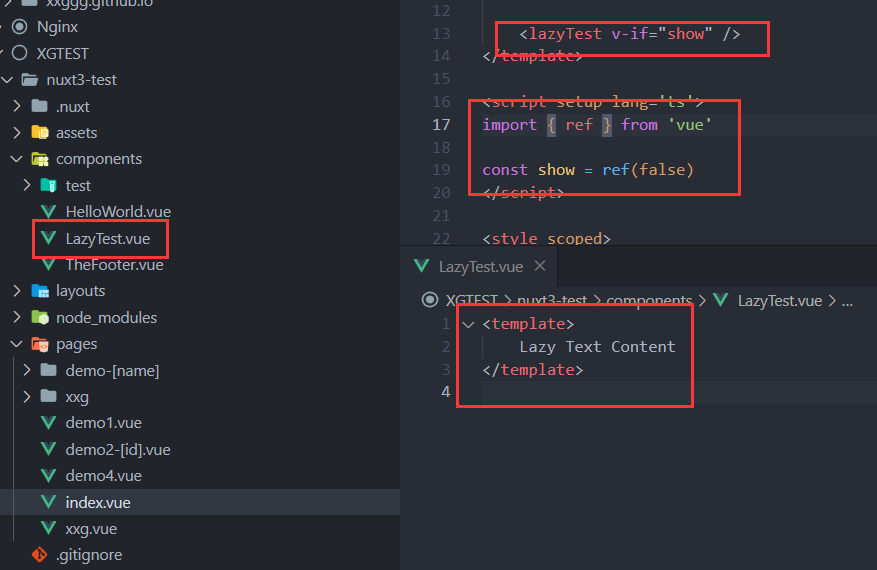 xxggg.github.io
Nginx
XGTEST
nuxt3-test
.nuxt
assets
components
test
HelloWorld.vue
LazyTest.vue
TheFooter.vue
layouts
node_modules
pages
demo-[name]
xxg
demo1.vue
demo2-[id].vue
demo4.vue
index.vue
xxg.vue
.gitignore
12
13 <lazyTest v-if="show" />
14 </template>
15
16 <script setup lang='ts'>
17 import { ref } from 'vue'
18
19 const show = ref(false)
20 </script>
21
22 <style scoped>
LazyTest.vue
XGTEST > nuxt3-test > components > LazyTest.vue > ...
1 <template>
2 Lazy Text Content
3 </template>
4